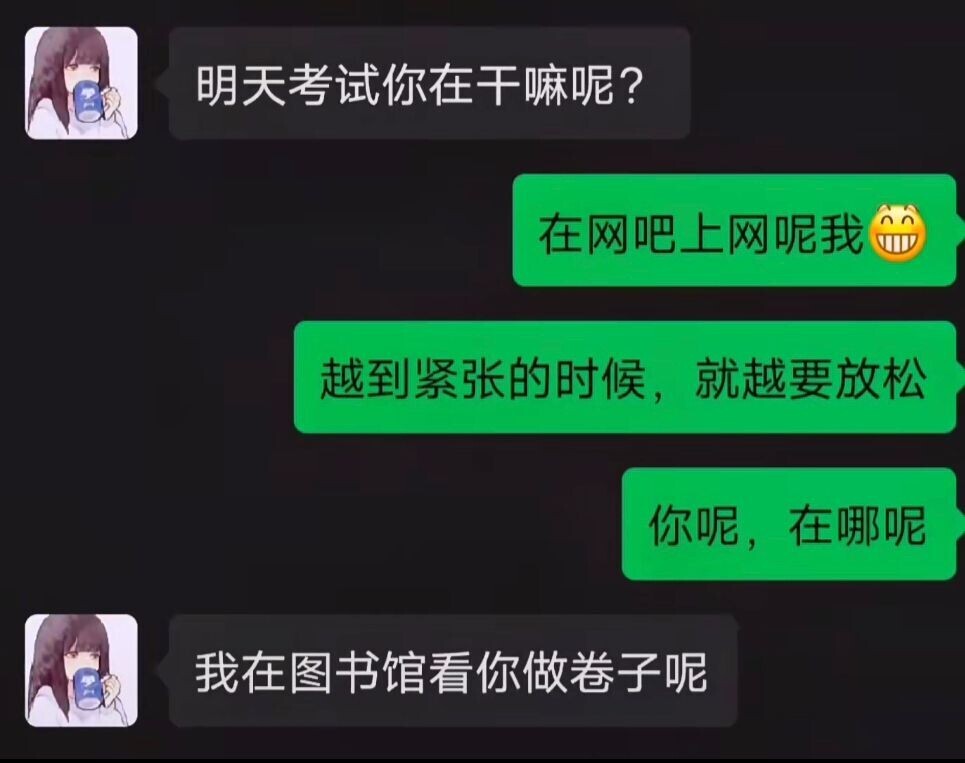 明天考试你在干嘛呢？
在网吧上网呢我😁
越到紧张的时候，就越要放松
你呢，在哪呢
我在图书馆看你做卷子呢